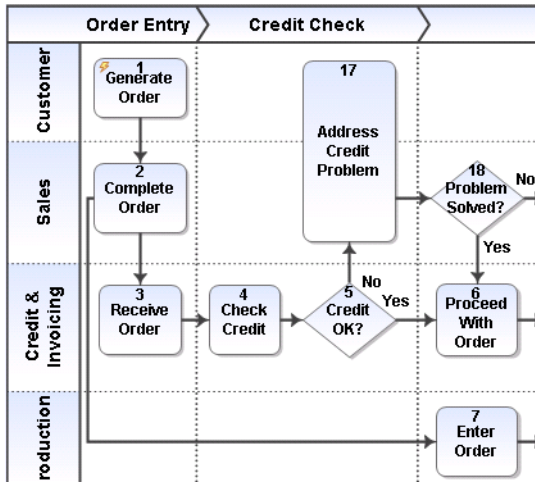 Order Entry
Credit Check
Customer
1
Generate
Order
17
Address
Credit
Problem
Sales
2
Complete
Order
18
Problem
Solved?
No
Yes
Credit &
Invoicing
3
Receive
Order
4
Check
Credit
5
Credit
OK?
No
Yes
6
Proceed
With
Order
roduction
7
Enter
Order